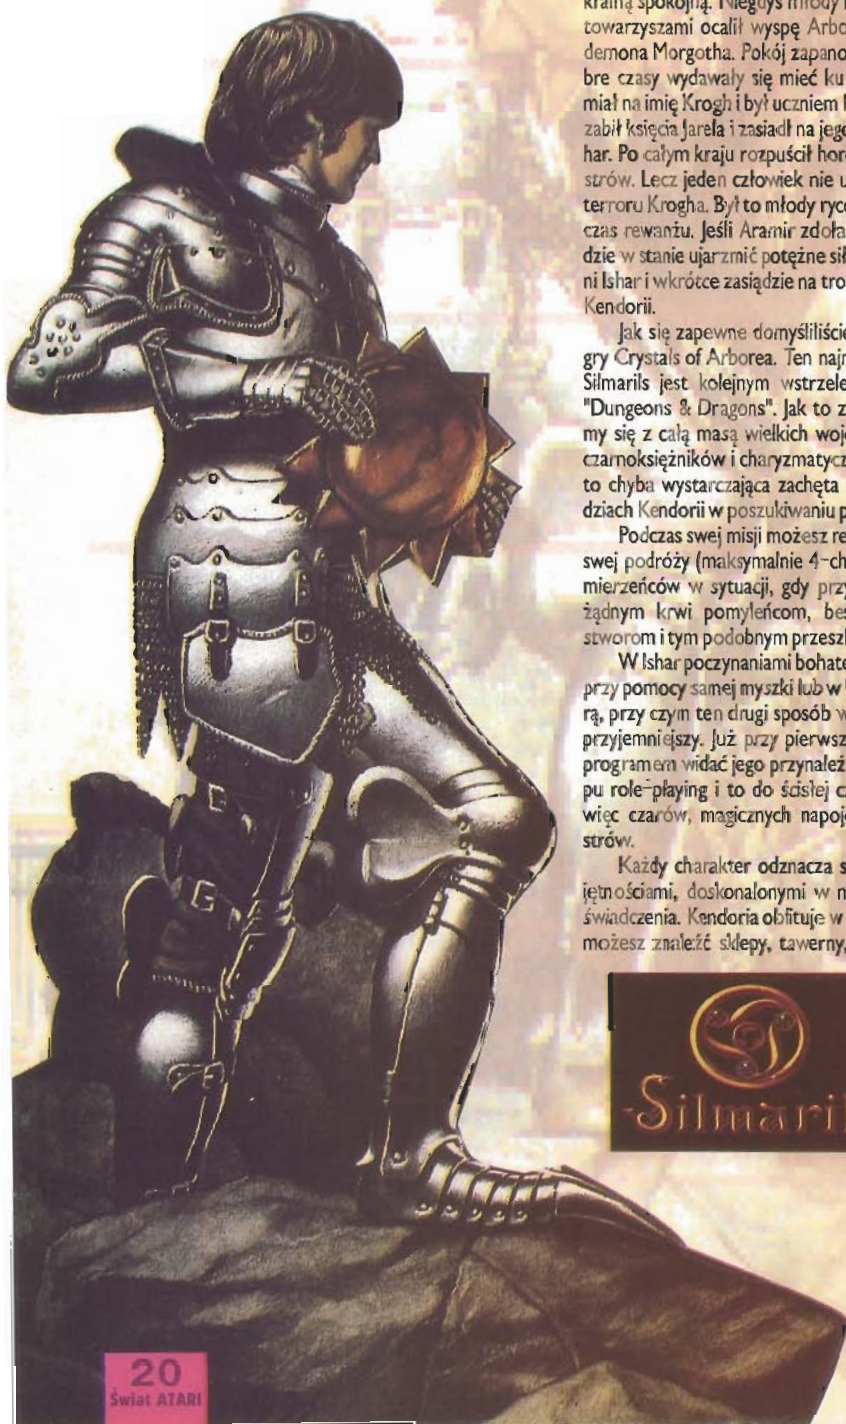 krainą spokojną. Niegdyś młody
towarzyszami ocalił wyspę Arbo
demona Morgotha. Pokój zapano
bre czasy wydawały się mieć ku
miał na imię Krogh i był uczniem
zabił księcia Jarela i zasiadł na jego
har. Po całym kraju rozpuścił hor
strów. Lecz jeden człowiek nie u
terroru Krogha. Był to młody ryce
czas rewanżu. Jeśli Aramir zdoła
dzie w stanie ujarzmić potężne sił
ni Ishar i wkrótce zasiądzie na tro
Kendorii.
Jak się zapewne domyśliliście
gry Crystals of Arborea. Ten najn
Silmarils jest kolejnym wstrzele
"Dungeons & Dragons". Jak to z
my się z całą masą wielkich woj
czarnoksiężników i charyzmatycz
to chyba wystarczająca zachęta
dziach Kendorii w poszukiwaniu p
Podczas swej misji możesz re
swej podróży (maksymalnie 4-ch
mierzeńców w sytuacji, gdy przy
żądnym krwi pomyleńcom, bes
stworom i tym podobnym przeszk
W Ishar poczynaniami bohate
przy pomocy samej myszki lub w
rą, przy czym ten drugi sposób w
przyjemniejszy. Już przy pierwsz
programem widać jego przynależ
pu role-playing i to do ścisłej cz
więc czarów, magicznych napoj
strów.
Każdy charakter odznacza s
jętnościami, doskonalonymi w m
świadczenia. Kendoria obfituje w
możesz znaleźć sklepy, tawerny,
Silmaril
20
Świat ATARI